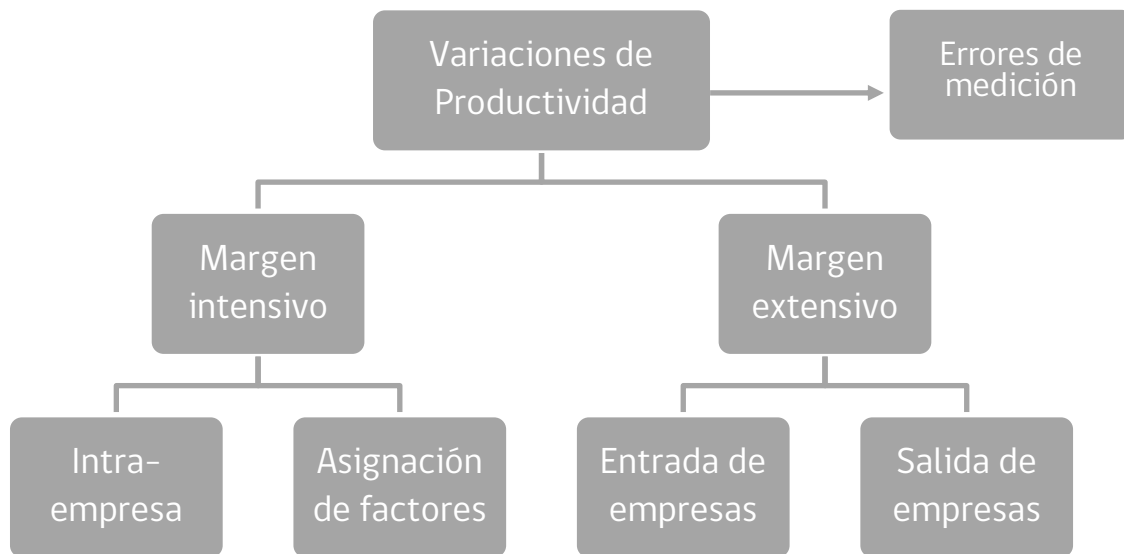 Variaciones de
Productividad
Errores de
medición
Margen
intensivo
Margen
extensivo
Intra-
empresa
Asignación
de factores
Entrada de
empresas
Salida de
empresas